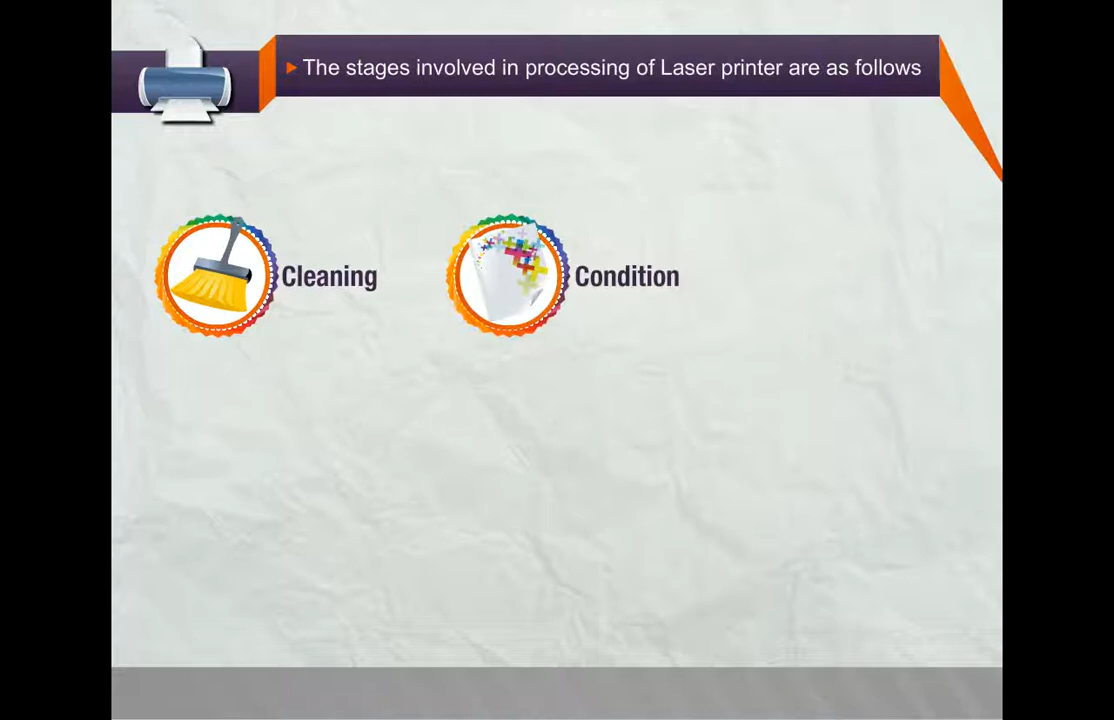 The stages involved in processing of Laser printer are as follows
Cleaning
Condition